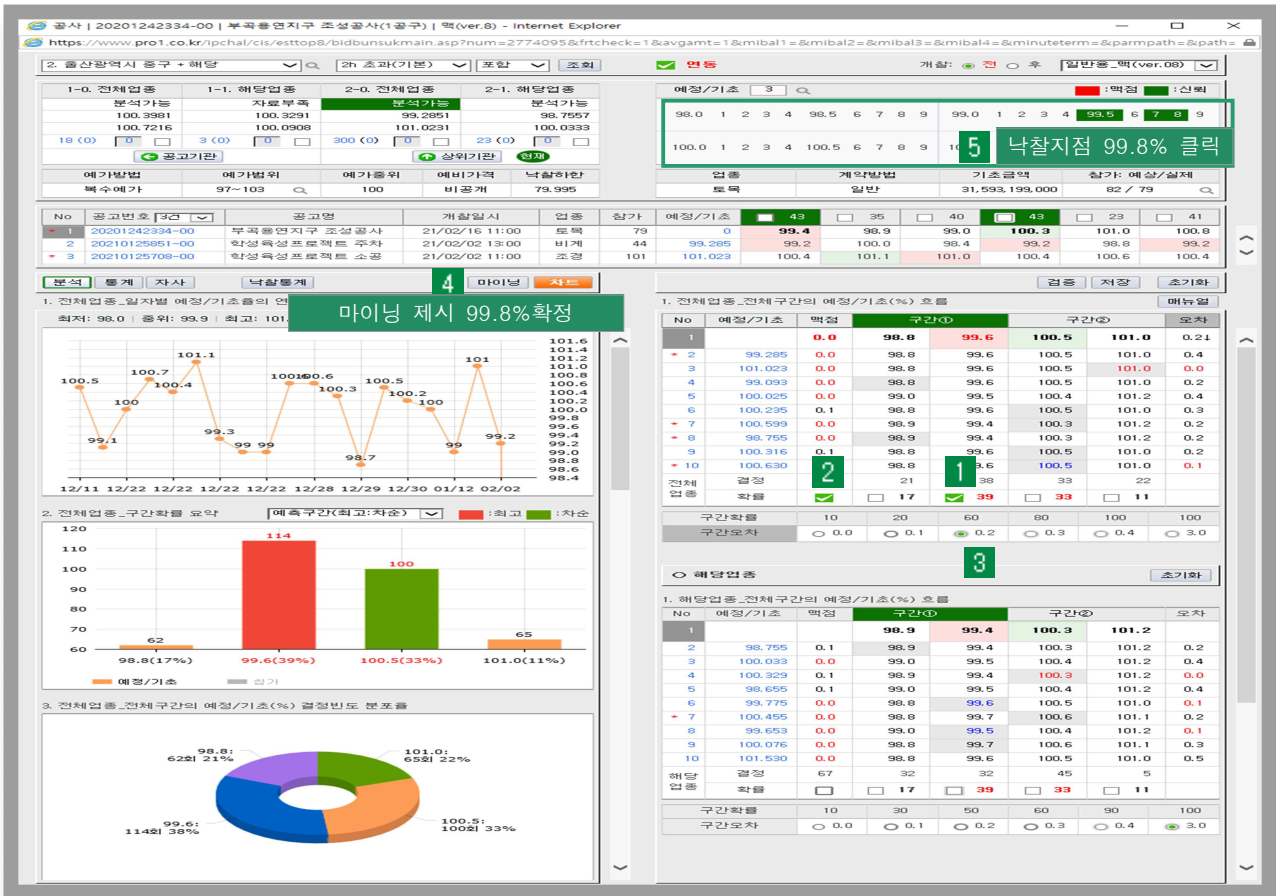 공사 | 20201242334-00 | 부곡용연지구 조성공사(1공구) | 맥(ver.8) - Internet Explorer
https://www.pro1.co.kr/ipchal/cis/esttop8/bidbunsukmain.asp?num=2774095&frtcheck=1&avgamt=1&mibal1=&mibal2=&mibal3=&mibal4=&minuteterm=&parmpath=&path=
2. 울산광역시 중구 + 해당 2h 초과(기본) 포함 조회 연동 개찰: 전 후 일반용_맥(ver.08)
1-0. 전체업종 1-1. 해당업종 2-0. 전체업종 2-1. 해당업종
분석가능 자료부족 분석가능 분석가능
100.3981 100.3291 99.2851 98.7557
100.7216 100.0908 101.0231 100.0333
18 (0) 0 3 (0) 0 300 (0) 0 23 (0) 0
공고기관 상위기관 현재
예가방법 예가범위 예가중위 예비가격 낙찰하한
복수예가 97~103 100 비공개 79.995
예정/기초 3 :맥점 :신뢰
98.0 1 2 3 4 98.5 6 7 8 9 99.0 1 2 3 4 99.5 6 7 8 9
100.0 1 2 3 4 100.5 6 7 8 9
5 낙찰지점 99.8% 클릭
업종 계약방법 기초금액 참가: 예상/실제
토목 일반 31,593,199,000 82 / 79
No 공고번호 3건 공고명 개찰일시 업종 참가 예정/기초 43 35 40 43 23 41
* 1 20201242334-00 부곡용연지구 조성공사 21/02/16 11:00 토목 79 0 99.4 98.9 99.0 100.3 101.0 100.8
2 20210125851-00 학성육성프로젝트 주차 21/02/02 13:00 비계 44 99.285 99.2 100.0 98.4 99.2 98.8 99.2
* 3 20210125708-00 학성육성프로젝트 소공 21/02/02 11:00 조경 101 101.023 100.4 101.1 101.0 100.4 100.6 100.4
분석 통계 자사 낙찰통계 4 마이닝 차트
마이닝 제시 99.8%확정
1. 전체업종_일자별 예정/기초율의 연
최저: 98.0 | 중위: 99.9 | 최고: 101.
101.6
101.4
101.2
101.0
100.8
100.6
100.4
100.2
100.0
99.8
99.6
99.4
99.2
99.0
98.8
98.6
98.4
100.5 99.1 100 100.7 100.4 101.1 99.3 99 99 100 100.6 100.3 98.7 100.5 100.2 99 101 99.2
12/11 12/22 12/22 12/22 12/22 12/28 12/29 12/30 01/12 02/02
2. 전체업종_구간확률 요약 예측구간(최고:차순) :최고 :차순
120
110
100
90
80
70
60
62 114 100 65
98.8(17%) 99.6(39%) 100.5(33%) 101.0(11%)
예정/기초 참가
3. 전체업종_전체구간의 예정/기초(%) 결정빈도 분포율
98.8: 62회 21%
101.0: 65회 22%
99.6: 114회 38%
100.5: 100회 33%
검증 저장 초기화
1. 전체업종_전체구간의 예정/기초(%) 흐름 매뉴얼
No 예정/기초 맥점 구간① 구간② 오차
1 0.0 98.8 99.6 100.5 101.0 0.2↓
* 2 99.285 0.0 98.8 99.6 100.5 101.0 0.4
3 101.023 0.0 98.8 99.6 100.5 101.0 0.0
4 99.093 0.0 98.8 99.6 100.5 101.0 0.2
5 100.025 0.0 99.0 99.5 100.4 101.2 0.4
6 100.235 0.1 98.8 99.6 100.5 101.0 0.3
* 7 100.599 0.0 98.9 99.4 100.3 101.2 0.2
* 8 98.755 0.0 98.9 99.4 100.3 101.2 0.2
9 100.316 0.1 98.8 99.6 100.5 101.0 0.2
* 10 100.630 98.8 9.6 100.5 101.0 0.1
2 1
전체업종 결정 21 38 33 22
확률 17 39 33 11
구간확률 10 20 60 80 100 100
구간오차 0.0 0.1 0.2 0.3 0.4 3.0
3
해당업종 초기화
1. 해당업종_전체구간의 예정/기초(%) 흐름
No 예정/기초 맥점 구간① 구간② 오차
1 98.9 99.4 100.3 101.2
2 98.755 0.1 98.9 99.4 100.3 101.2 0.2
3 100.033 0.0 99.0 99.5 100.4 101.2 0.4
4 100.329 0.1 98.9 99.4 100.3 101.2 0.0
5 98.655 0.1 99.0 99.5 100.4 101.2 0.4
6 99.775 0.0 98.8 99.6 100.5 101.0 0.1
* 7 100.455 0.0 98.8 99.7 100.6 101.1 0.2
8 99.653 0.0 99.0 99.5 100.4 101.2 0.1
9 100.076 0.0 98.8 99.7 100.6 101.1 0.3
10 101.530 0.0 98.8 99.6 100.5 101.0 0.5
해당업종 결정 67 32 32 45 5
확률 17 39 33 11
구간확률 10 30 50 60 90 100
구간오차 0.0 0.1 0.2 0.3 0.4 3.0